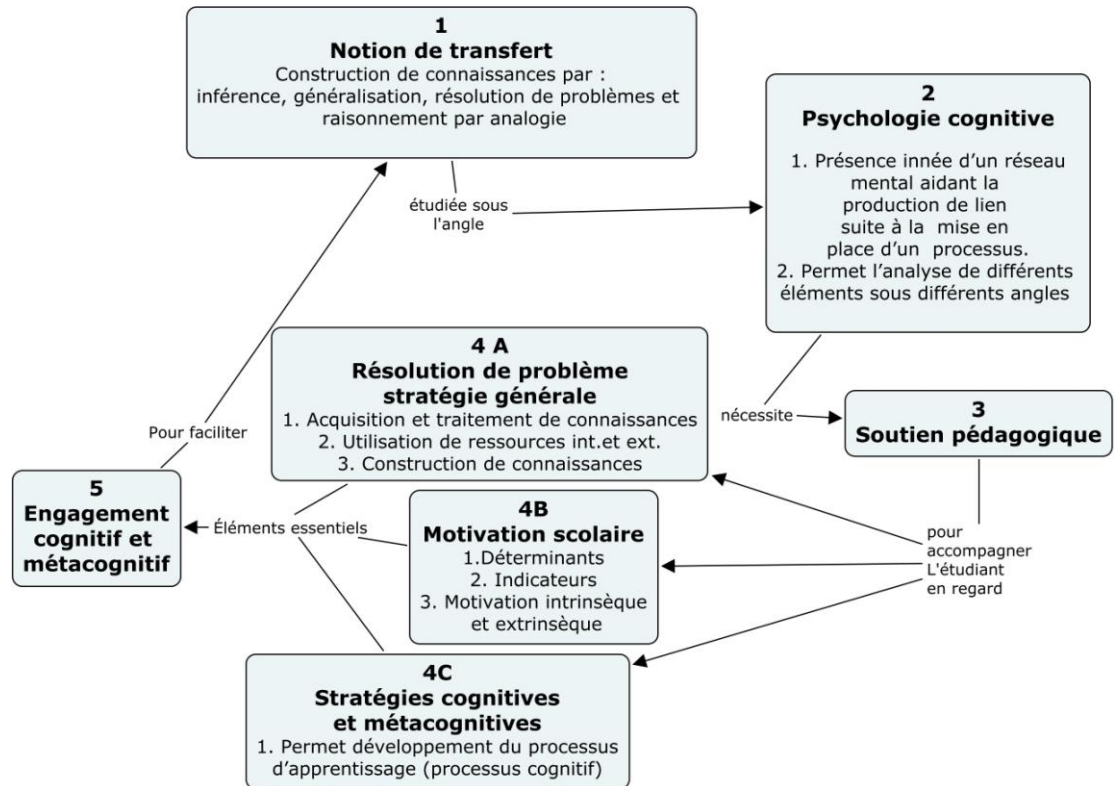 1
Notion de transfert
Construction de connaissances par :
inférence, généralisation, résolution de problèmes et
raisonnement par analogie
étudiée sous
l'angle
2
Psychologie cognitive
1. Présence innée d’un réseau
mental aidant la
production de lien
suite à la mise en
place d’un processus.
2. Permet l’analyse de différents
éléments sous différents angles
nécessite
3
Soutien pédagogique
pour
accompagner
L'étudiant
en regard
4 A
Résolution de problème
stratégie générale
1. Acquisition et traitement de connaissances
2. Utilisation de ressources int.et ext.
3. Construction de connaissances
4B
Motivation scolaire
1.Déterminants
2. Indicateurs
3. Motivation intrinsèque
et extrinsèque
4C
Stratégies cognitives
et métacognitives
1. Permet développement du processus
d’apprentissage (processus cognitif)
Éléments essentiels
5
Engagement
cognitif et
métacognitif
Pour faciliter